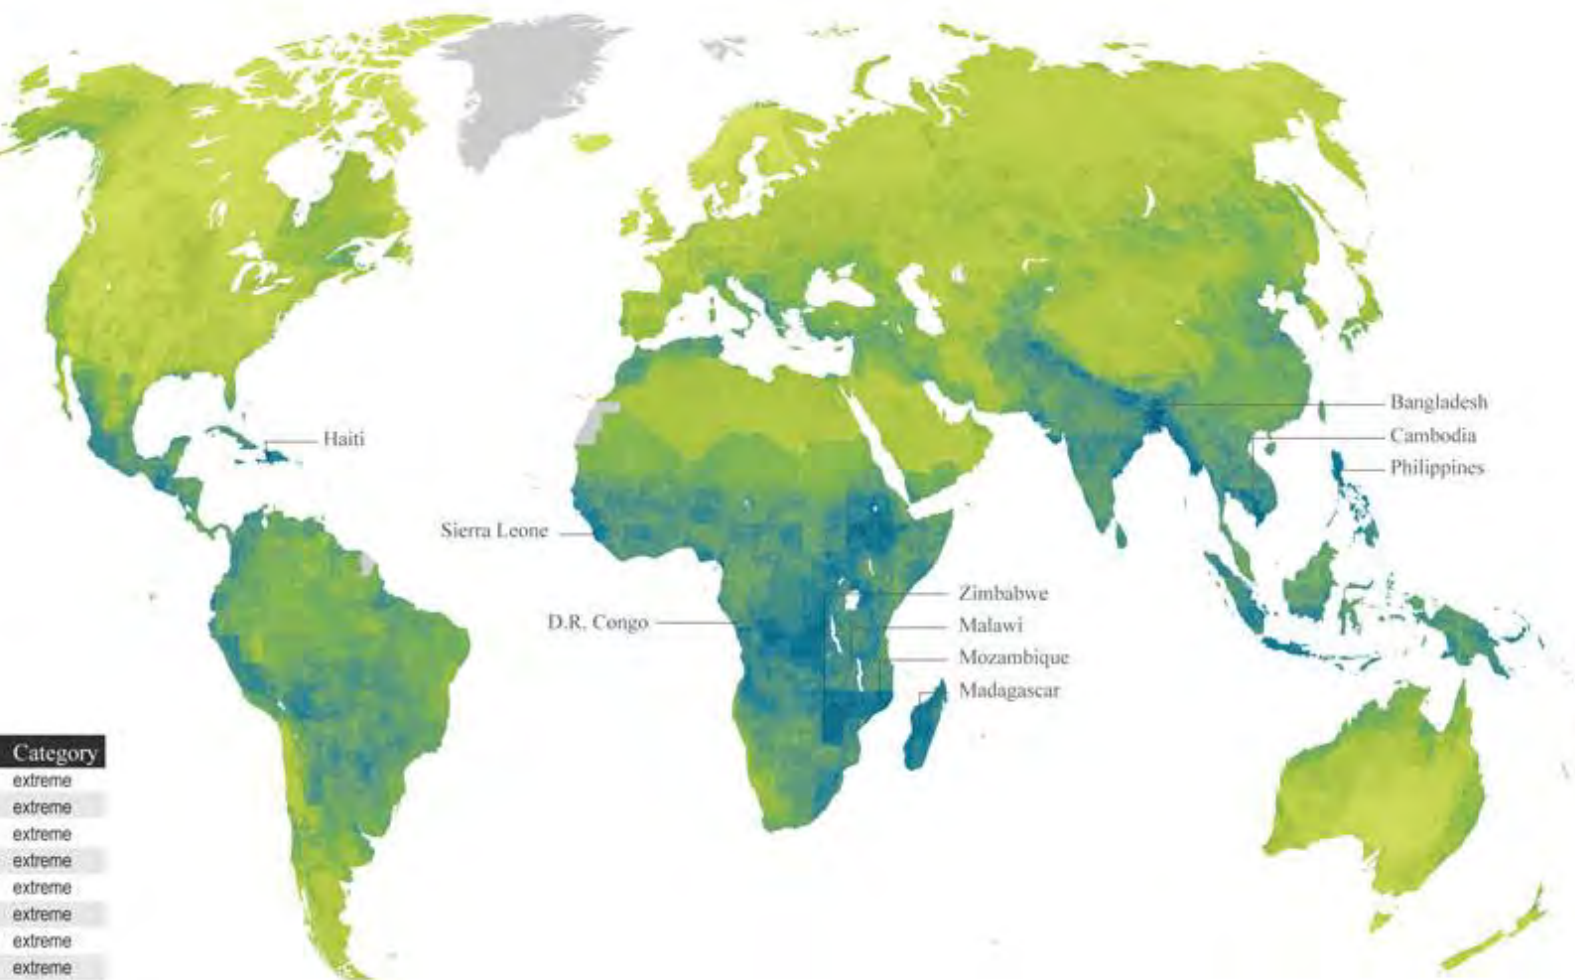 Haiti
Sierra Leone
D.R. Congo
Bangladesh
Cambodia
Philippines
Zimbabwe
Malawi
Mozambique
Madagascar
Category
extreme
extreme
extreme
extreme
extreme
extreme
extreme
extreme